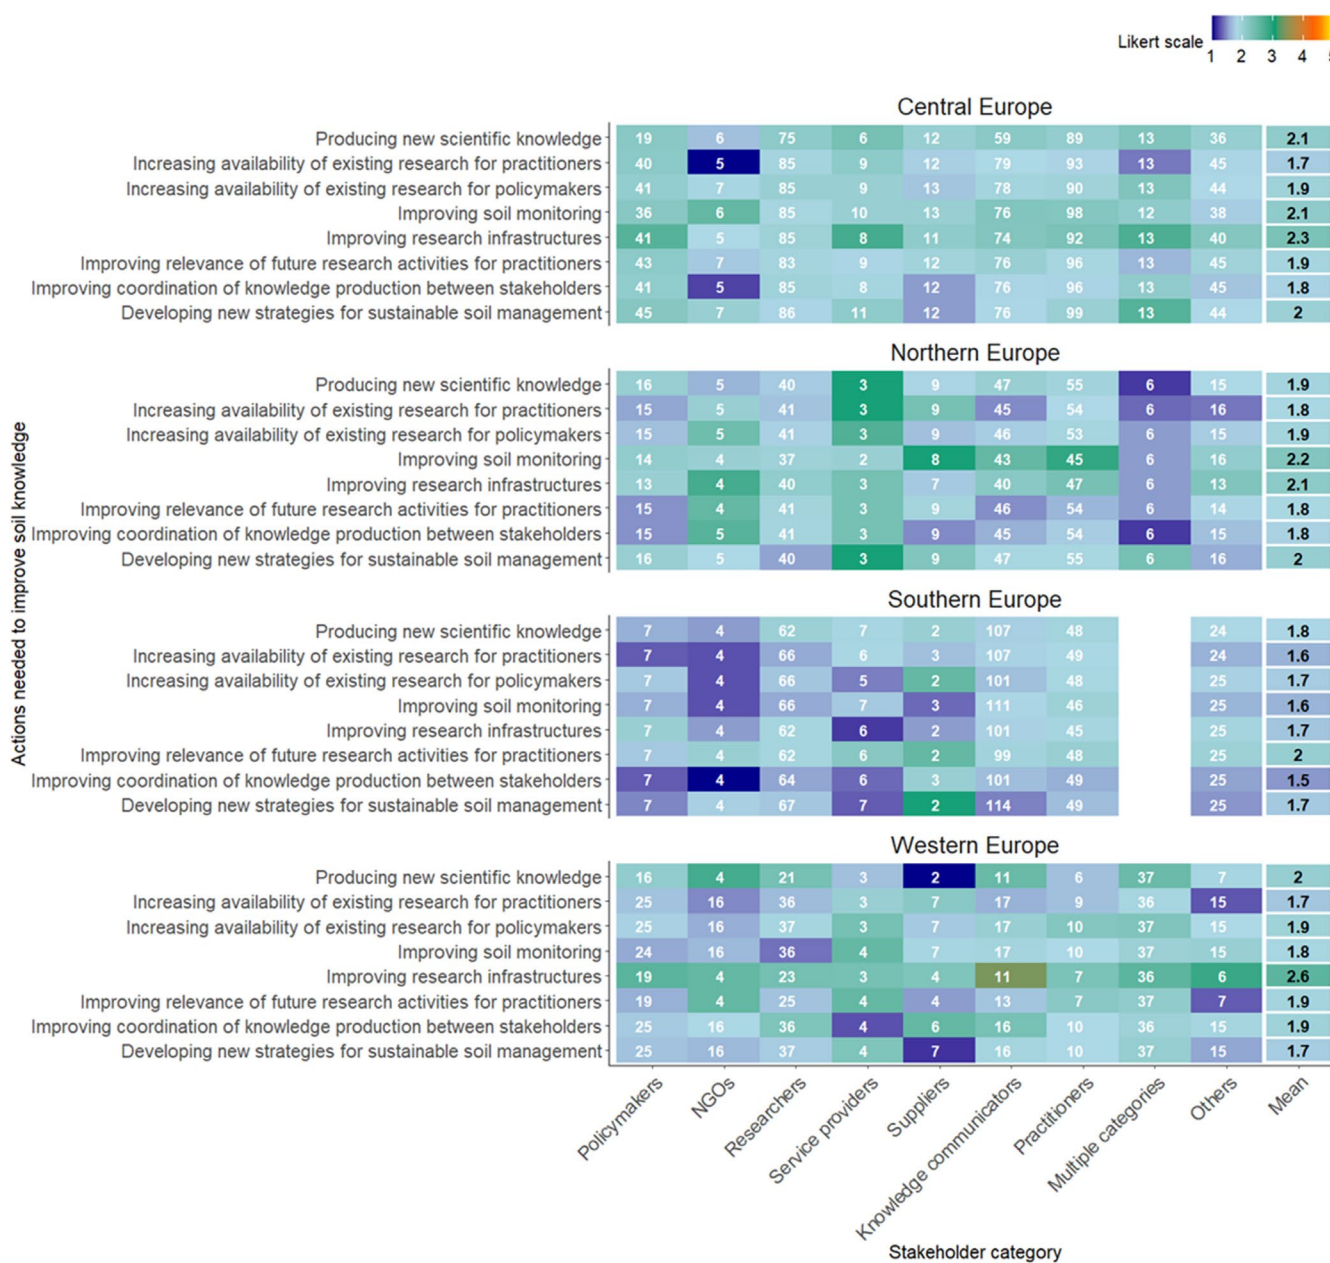 Likert scale
1 2 3 4 5
Central Europe
Producing new scientific knowledge 19 6 75 6 12 59 89 13 36 2.1
Increasing availability of existing research for practitioners 40 5 85 9 12 79 93 13 45 1.7
Increasing availability of existing research for policymakers 41 7 85 9 13 78 90 13 44 1.9
Improving soil monitoring 36 6 85 10 13 76 98 12 38 2.1
Improving research infrastructures 41 5 85 8 11 74 92 13 40 2.3
Improving relevance of future research activities for practitioners 43 7 83 9 12 76 96 13 45 1.9
Improving coordination of knowledge production between stakeholders 41 5 85 8 12 76 96 13 45 1.8
Developing new strategies for sustainable soil management 45 7 86 11 12 76 99 13 44 2
Northern Europe
Producing new scientific knowledge 16 5 40 3 9 47 55 6 15 1.9
Increasing availability of existing research for practitioners 15 5 41 3 9 45 54 6 16 1.8
Increasing availability of existing research for policymakers 15 5 41 3 9 46 53 6 15 1.9
Improving soil monitoring 14 4 37 2 8 43 45 6 16 2.2
Improving research infrastructures 13 4 40 3 7 40 47 6 13 2.1
Improving relevance of future research activities for practitioners 15 4 41 3 9 46 54 6 14 1.8
Improving coordination of knowledge production between stakeholders 15 5 41 3 9 45 54 6 15 1.8
Developing new strategies for sustainable soil management 16 5 40 3 9 47 55 6 16 2
Southern Europe
Producing new scientific knowledge 7 4 62 7 2 107 48 24 1.8
Increasing availability of existing research for practitioners 7 4 66 6 3 107 49 24 1.6
Increasing availability of existing research for policymakers 7 4 66 5 2 101 48 25 1.7
Improving soil monitoring 7 4 66 7 3 111 46 25 1.6
Improving research infrastructures 7 4 62 6 2 101 45 25 1.7
Improving relevance of future research activities for practitioners 7 4 62 6 2 99 48 25 2
Improving coordination of knowledge production between stakeholders 7 4 64 6 3 101 49 25 1.5
Developing new strategies for sustainable soil management 7 4 67 7 2 114 49 25 1.7
Western Europe
Producing new scientific knowledge 16 4 21 3 2 11 6 37 7 2
Increasing availability of existing research for practitioners 25 16 36 3 7 17 9 36 15 1.7
Increasing availability of existing research for policymakers 25 16 37 3 7 17 10 37 15 1.9
Improving soil monitoring 24 16 36 4 7 17 10 37 15 1.8
Improving research infrastructures 19 4 23 3 4 11 7 36 6 2.6
Improving relevance of future research activities for practitioners 19 4 25 4 4 13 7 37 7 1.9
Improving coordination of knowledge production between stakeholders 25 16 36 4 6 16 10 36 15 1.9
Developing new strategies for sustainable soil management 25 16 37 4 7 16 10 37 15 1.7
Actions needed to improve soil knowledge
Policymakers
NGOs
Researchers
Service providers
Suppliers
Knowledge communicators
Practitioners
Multiple categories
Others
Mean
Stakeholder category